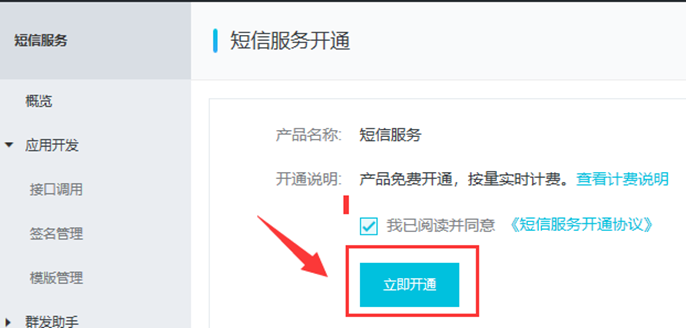 短信服务
短信服务开通
概览
应用开发
接口调用
签名管理
模版管理
群发助手
产品名称: 短信服务
开通说明: 产品免费开通，按量实时计费。查看计费说明
我已阅读并同意 《短信服务开通协议》
立即开通